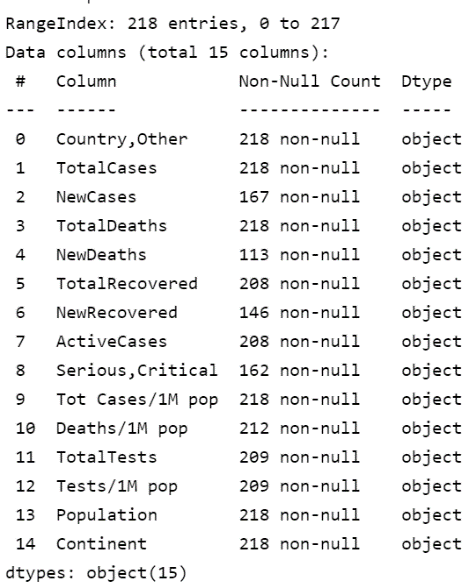 RangeIndex: 218 entries, 0 to 217
Data columns (total 15 columns):
 #   Column           Non-Null Count  Dtype
---  ------           --------------  -----
 0   Country,Other    218 non-null    object
 1   TotalCases       218 non-null    object
 2   NewCases         167 non-null    object
 3   TotalDeaths      218 non-null    object
 4   NewDeaths        113 non-null    object
 5   TotalRecovered   208 non-null    object
 6   NewRecovered     146 non-null    object
 7   ActiveCases      208 non-null    object
 8   Serious,Critical 162 non-null    object
 9   Tot Cases/1M pop 218 non-null    object
 10  Deaths/1M pop    212 non-null    object
 11  TotalTests       209 non-null    object
 12  Tests/1M pop     209 non-null    object
 13  Population       218 non-null    object
 14  Continent        218 non-null    object
dtypes: object(15)